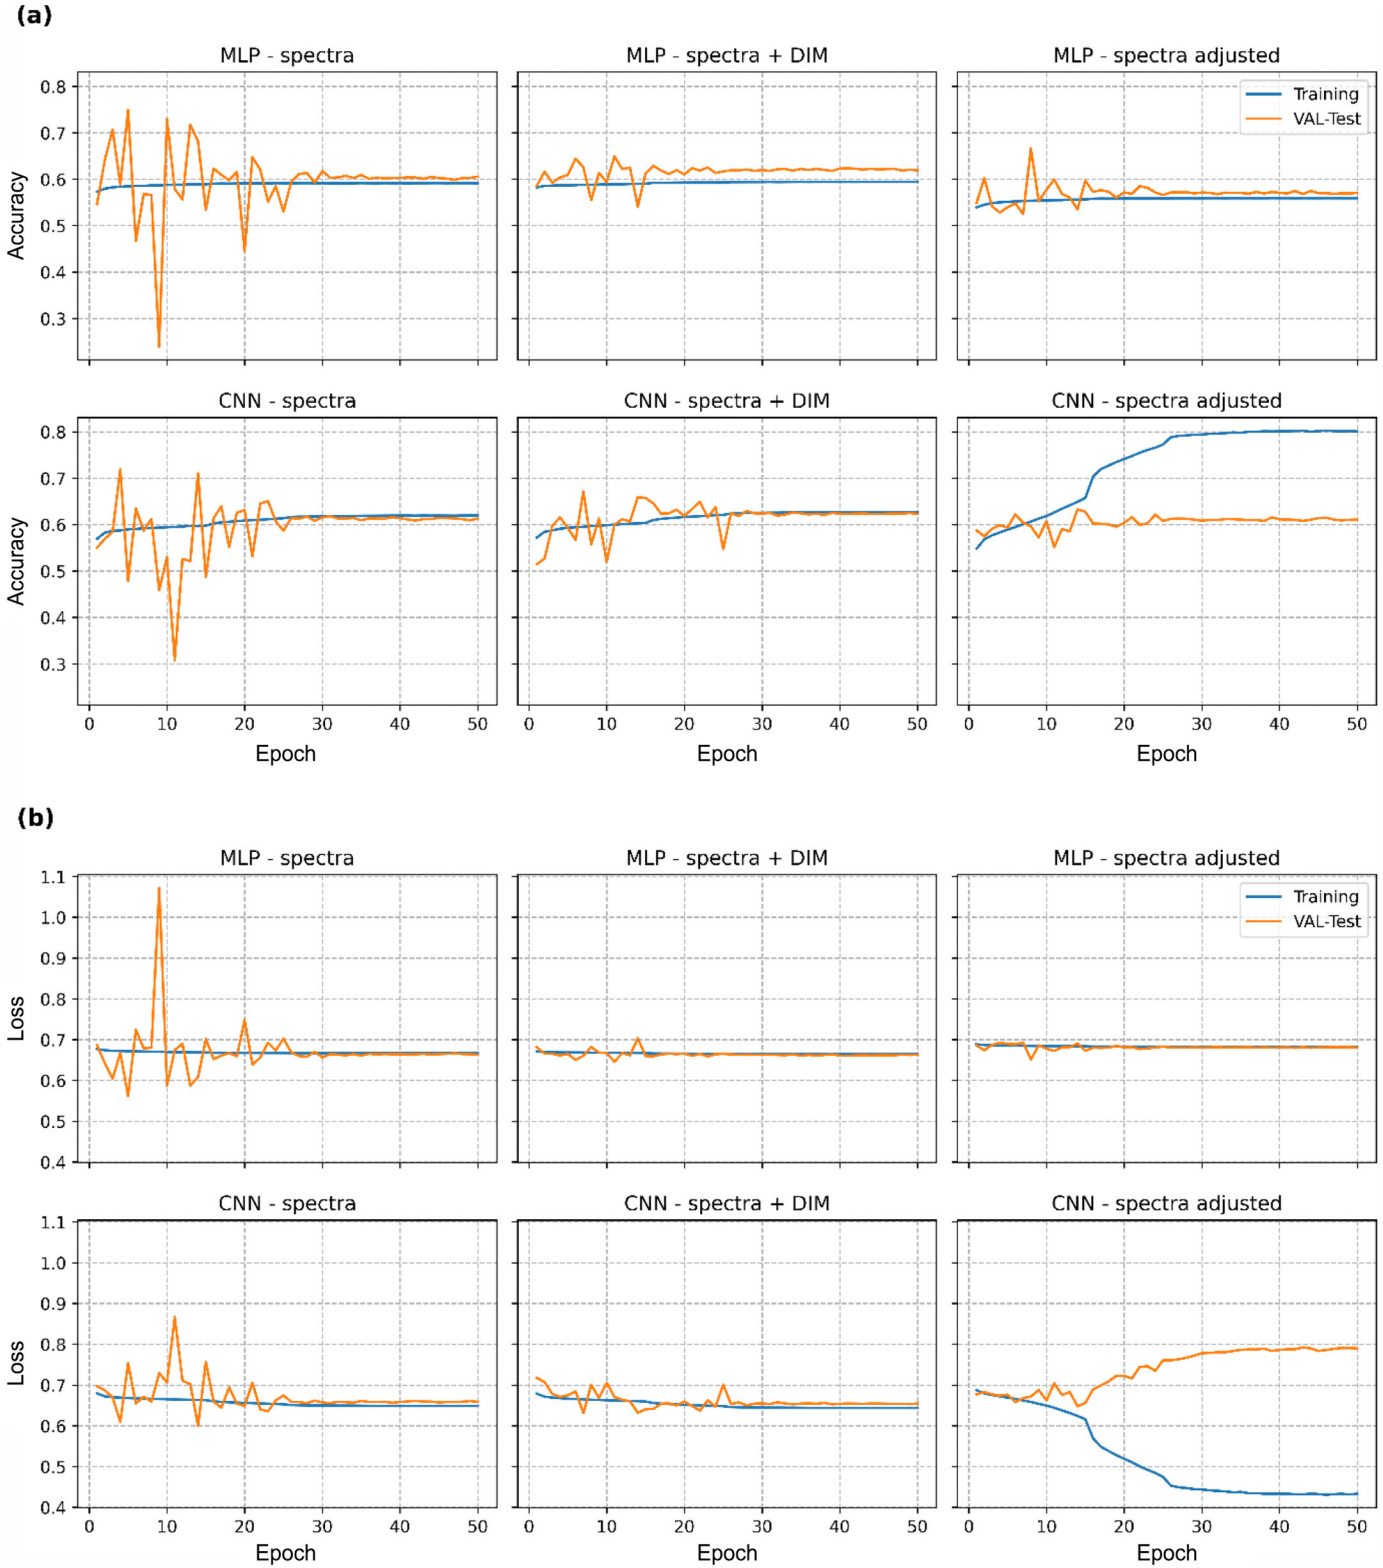 (a)
MLP - spectra
MLP - spectra + DIM
MLP - spectra adjusted
Accuracy
0.8
0.7
0.6
0.5
0.4
0.3
Training
VAL-Test
CNN - spectra
CNN - spectra + DIM
CNN - spectra adjusted
Accuracy
0.8
0.7
0.6
0.5
0.4
0.3
0 10 20 30 40 50
0 10 20 30 40 50
0 10 20 30 40 50
Epoch
Epoch
Epoch
(b)
MLP - spectra
MLP - spectra + DIM
MLP - spectra adjusted
Loss
1.1
1.0
0.9
0.8
0.7
0.6
0.5
0.4
Training
VAL-Test
CNN - spectra
CNN - spectra + DIM
CNN - spectra adjusted
Loss
1.1
1.0
0.9
0.8
0.7
0.6
0.5
0.4
0 10 20 30 40 50
0 10 20 30 40 50
0 10 20 30 40 50
Epoch
Epoch
Epoch